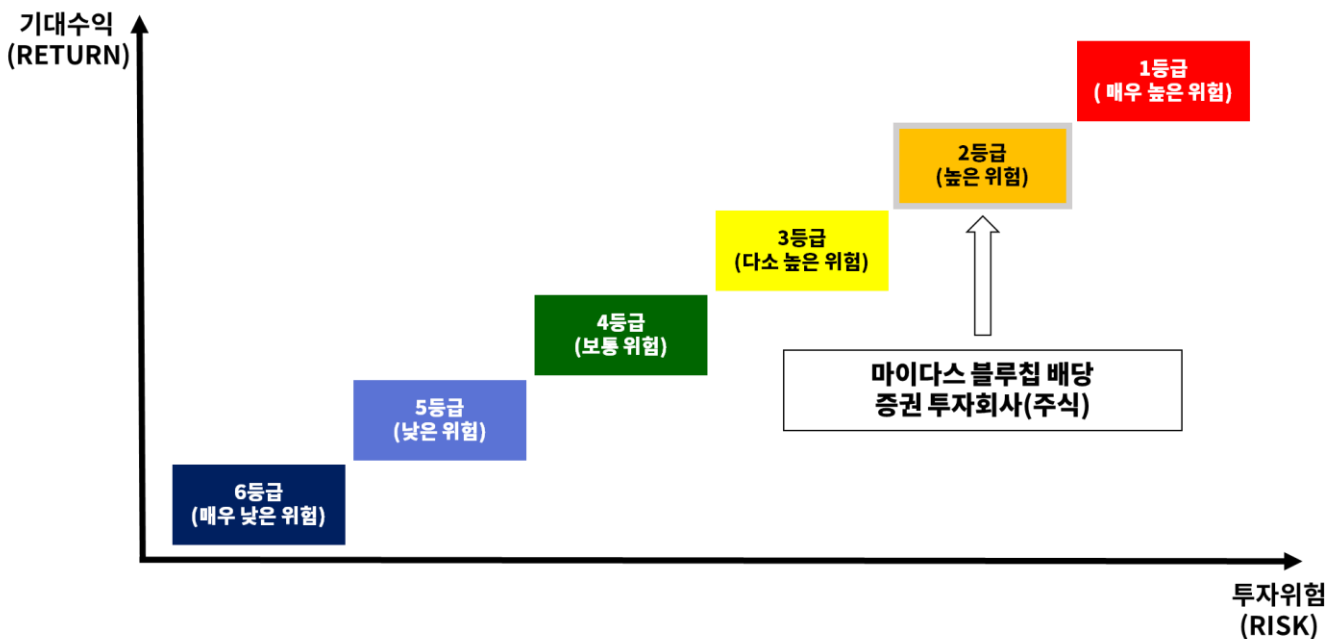 기대수익
(RETURN)
1등급
( 매우 높은 위험)
2등급
(높은 위험)
3등급
(다소 높은 위험)
4등급
(보통 위험)
마이다스 블루칩 배당
증권 투자회사(주식)
5등급
(낮은 위험)
6등급
(매우 낮은 위험)
투자위험
(RISK)